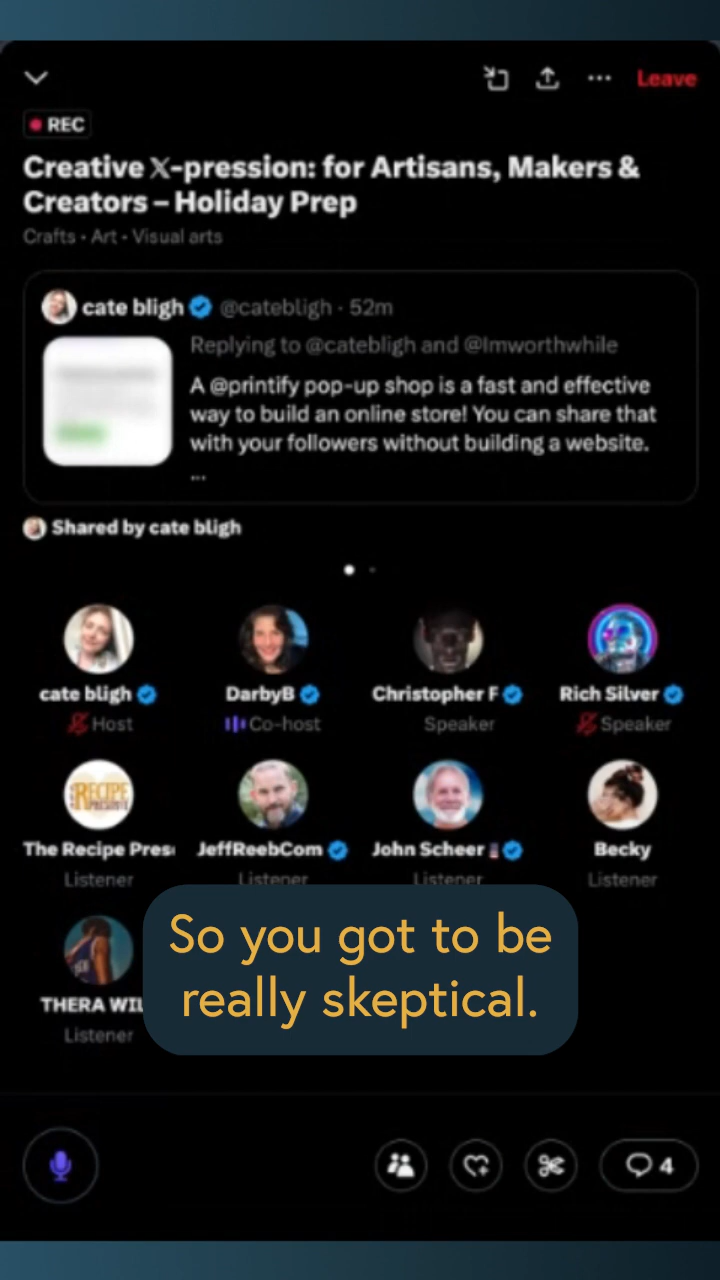 Leave
REC
Creative X-pression: for Artisans, Makers &
Creators – Holiday Prep
Crafts • Art • Visual arts
cate bligh @catebligh · 52m
Replying to @catebligh and @Imworthwhile
A @printify pop-up shop is a fast and effective
way to build an online store! You can share that
with your followers without building a website.
...
Shared by cate bligh
cate bligh DarbyB Christopher F Rich Silver
Host Co-host Speaker Speaker
RECIPE
The Recipe Pres JeffReebCom John Scheer Becky
Listener Listener Listener Listener
THERA WIL
Listener
So you got to be
really skeptical.
4